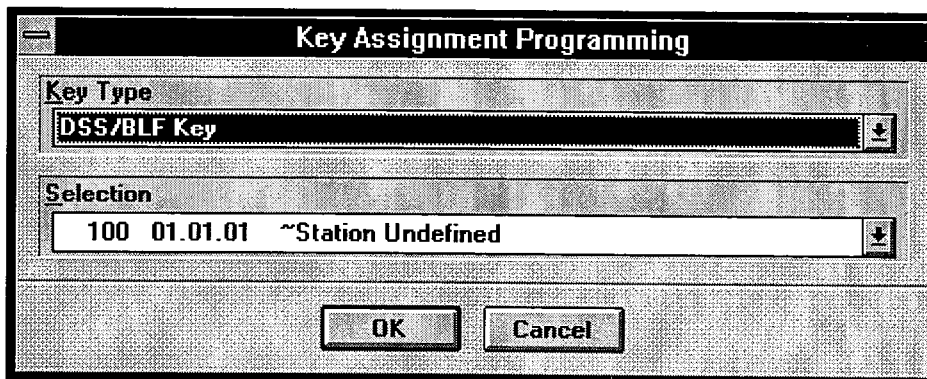 Key Assignment Programming
Key Type
DSS/BLF Key
Selection
100 01.01.01 ~Station Undefined
OK Cancel